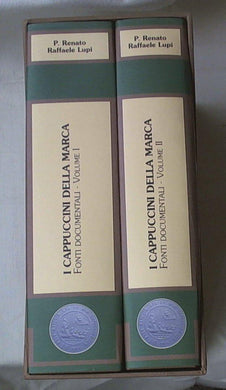 P. Renato
Raffaele Lupi
I CAPPUCCINI DELLA MARCA
FONTI DOCUMENTALI - VOLUME I
P. Renato
Raffaele Lupi
I CAPPUCCINI DELLA MARCA
FONTI DOCUMENTALI - VOLUME II